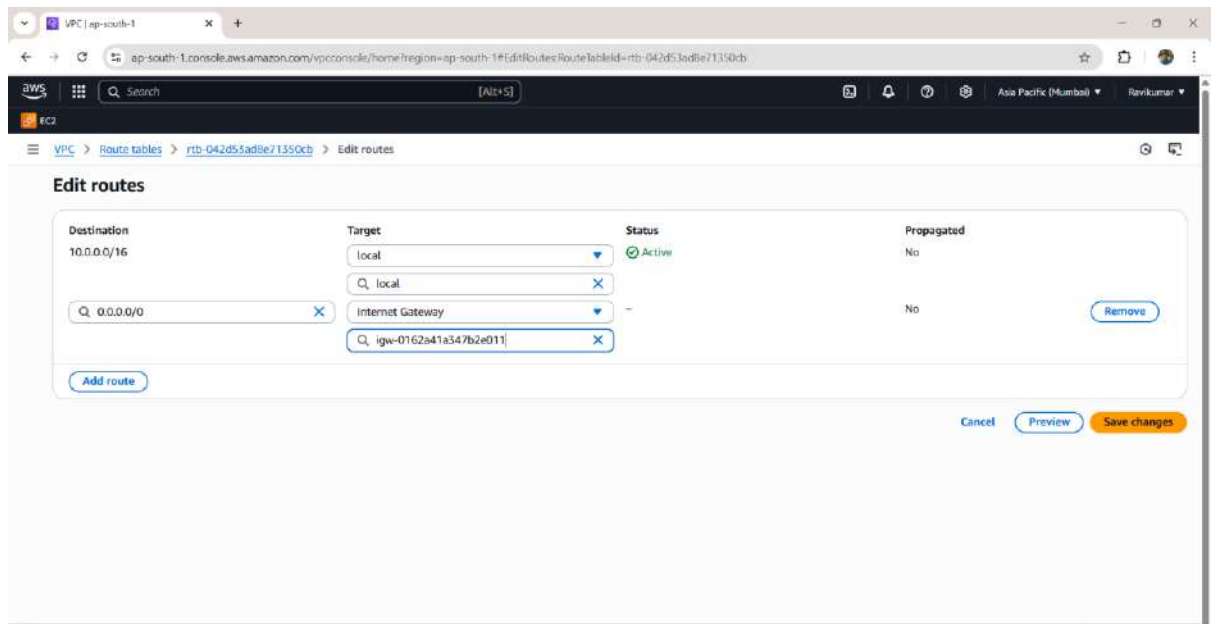 VPC | ap-south-1
ap-south-1.console.aws.amazon.com/vpcconsole/home?region=ap-south-1#EditRoutes:RouteTableId=rtb-042d53ad8e71350cb
aws
Search [Alt+S] Asia Pacific (Mumbai) Ravikumar
EC2
VPC > Route tables > rtb-042d53ad8e71350cb > Edit routes
Edit routes
Destination Target Status Propagated
10.0.0.0/16 local Active No
local
0.0.0.0/0 Internet Gateway – No Remove
igw-0162a41a347b2e011
Add route
Cancel Preview Save changes